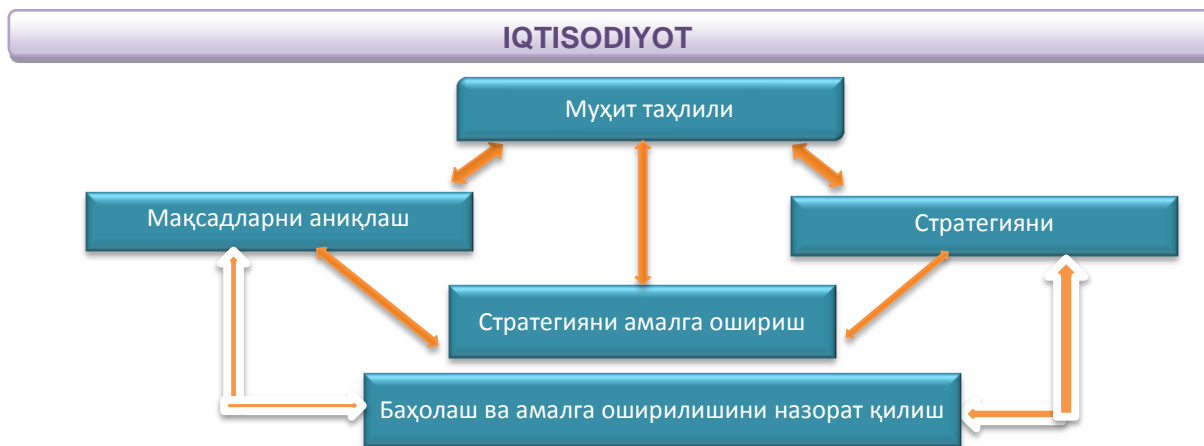 IQTISODIYOT
Муҳит таҳлили
Мақсадларни аниқлаш
Стратегияни
Стратегияни амалга ошириш
Баҳолаш ва амалга оширилишини назорат қилиш